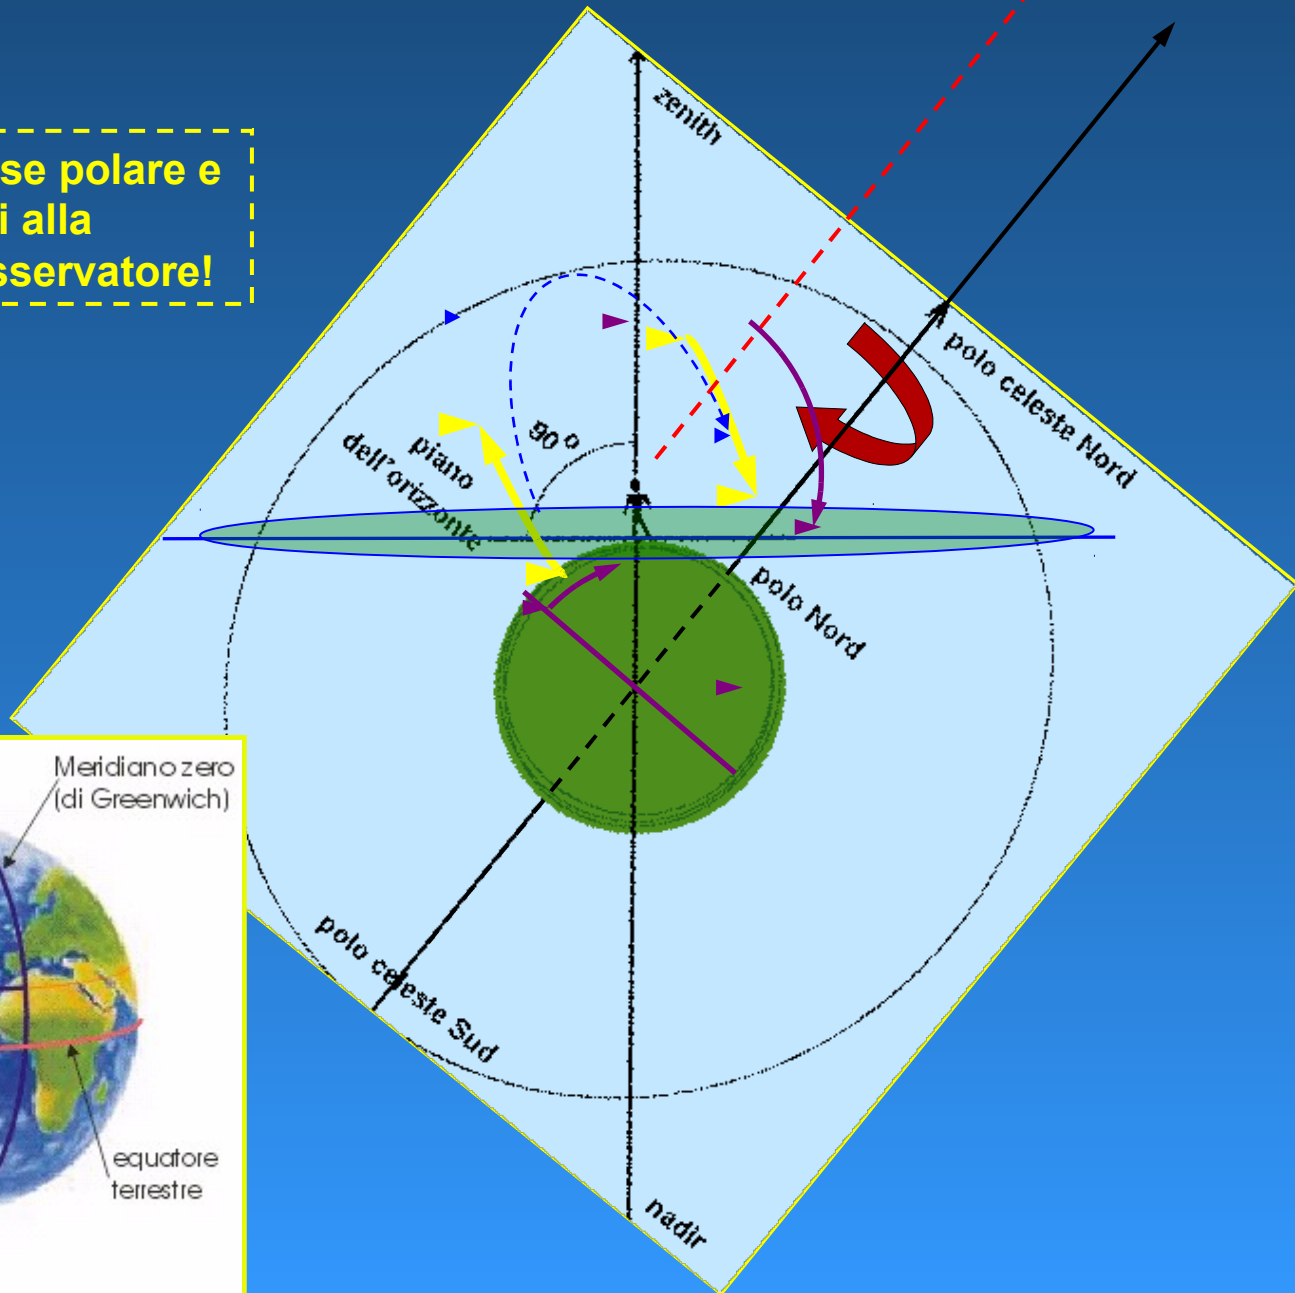 se polare e
i alla
sservatore!
zenith
polo celeste Nord
90°
piano
dell'orizzonte
polo Nord
polo celeste Sud
nadir
Meridiano zero
(di Greenwich)
equatore
terrestre